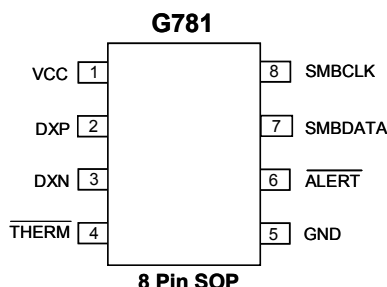 G781
VCC 1 8 SMBCLK
DXP 2 7 SMBDATA
DXN 3 6 ALERT
THERM 4 5 GND
8 Pin SOP